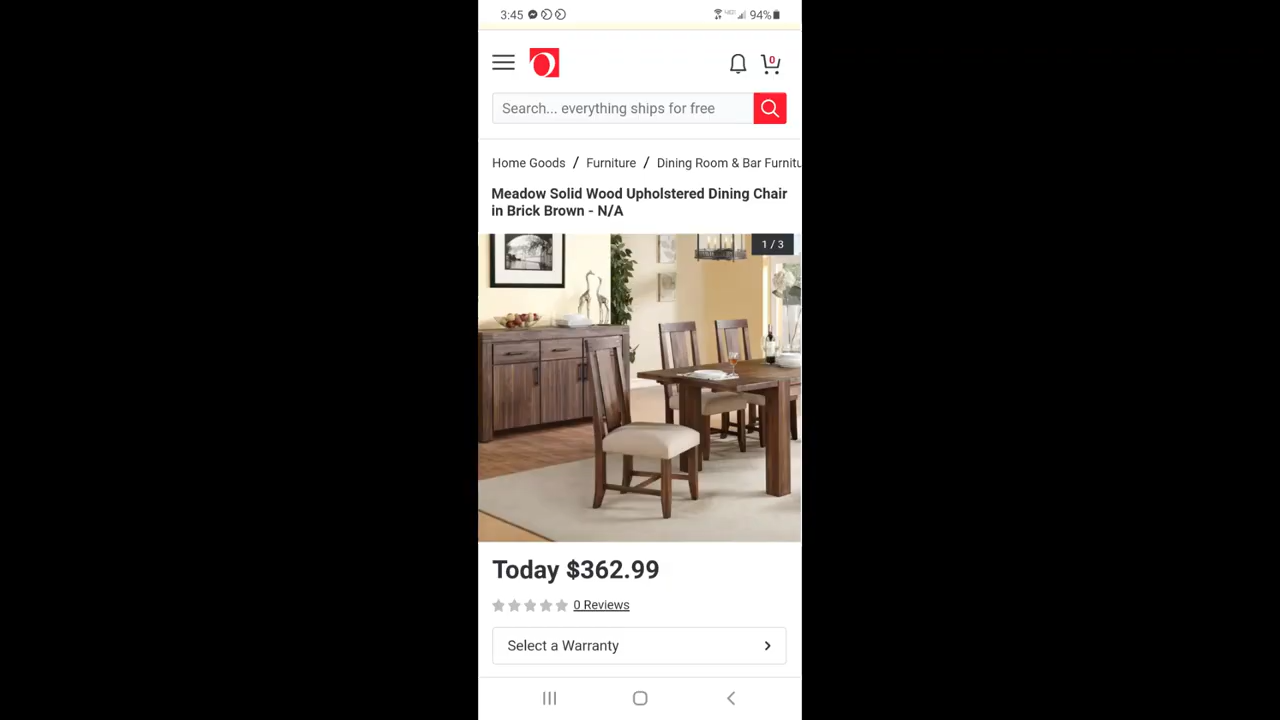 3:45 94%
0
Search... everything ships for free
Home Goods / Furniture / Dining Room & Bar Furnitu
Meadow Solid Wood Upholstered Dining Chair
in Brick Brown - N/A
1 / 3
Today $362.99
0 Reviews
Select a Warranty